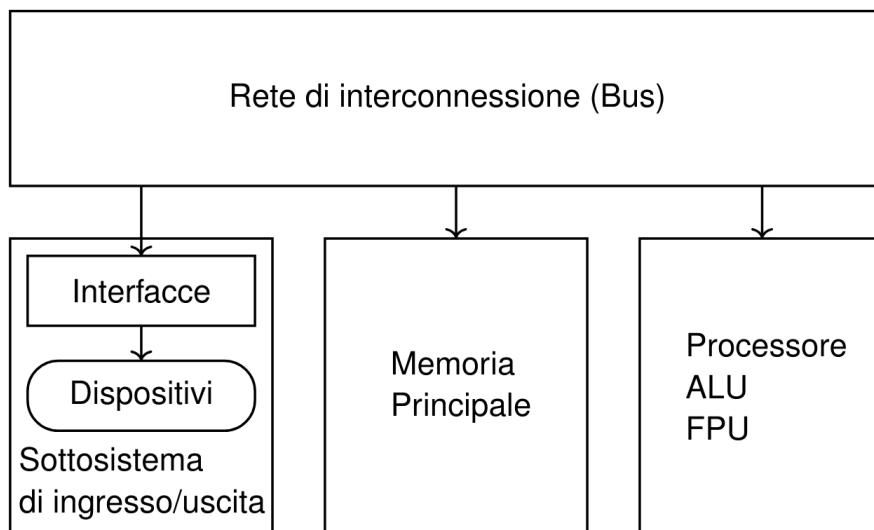 Rete di interconnessione (Bus)
Interfacce
Dispositivi
Sottosistema
di ingresso/uscita
Memoria
Principale
Processore
ALU
FPU